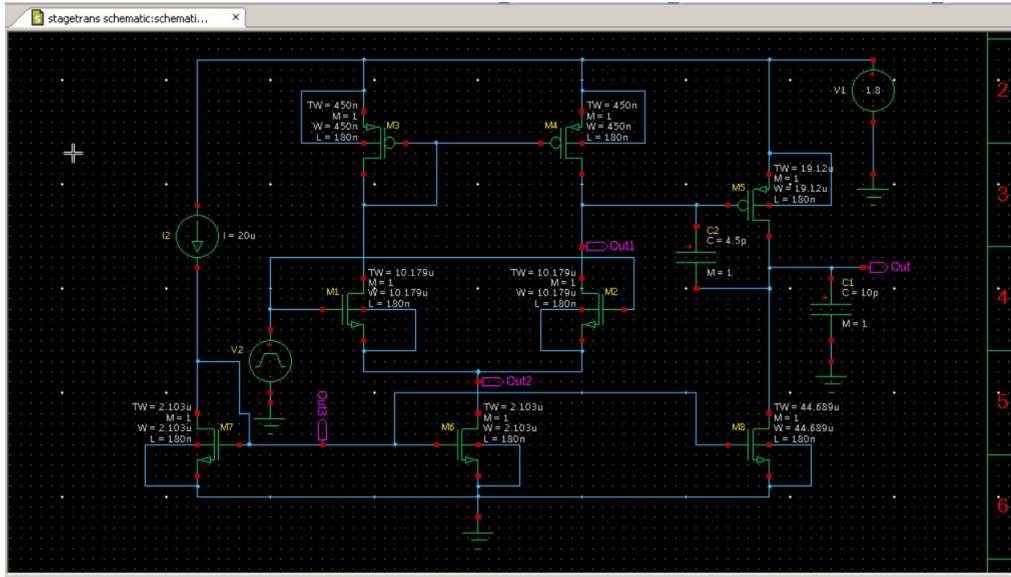 stagetrans schematic:schemati...
V1
1.8
2
TW = 450n
M = 1
W = 450n
L = 180n
M3
M4
TW = 450n
M = 1
W = 450n
L = 180n
TW = 19.12u
M = 1
W = 19.12u
L = 180n
M5
3
I2
I = 20u
Out1
C2
C = 4.5p
M = 1
Out
TW = 10.179u
M = 1
W = 10.179u
L = 180n
M1
TW = 10.179u
M = 1
W = 10.179u
L = 180n
M2
C1
C = 10p
M = 1
4
V2
Out2
Out3
5
TW = 2.103u
M = 1
W = 2.103u
L = 180n
M7
M6
TW = 2.103u
M = 1
W = 2.103u
L = 180n
M8
TW = 44.689u
M = 1
W = 44.689u
L = 180n
6